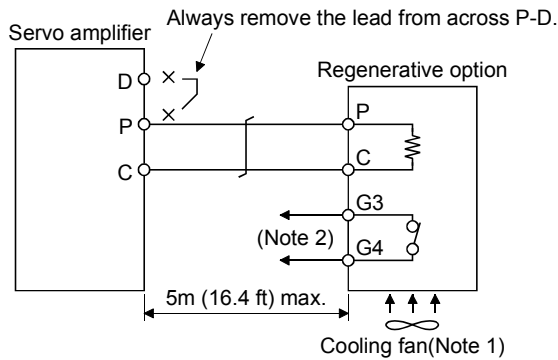 Always remove the lead from across P-D.
Servo amplifier
Regenerative option
D
P
P
C
C
G3
(Note 2)
G4
5m (16.4 ft) max.
Cooling fan(Note 1)